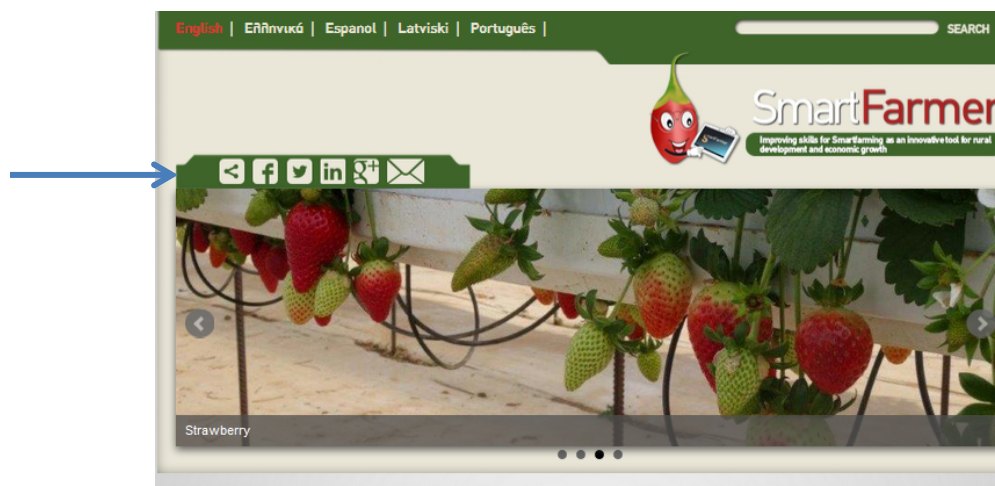 English | Ελληνικά | Espanol | Latviski | Português |
SEARCH
SmartFarmer
Improving skills for Smartfarming as an innovative tool for rural
development and economic growth
Strawberry